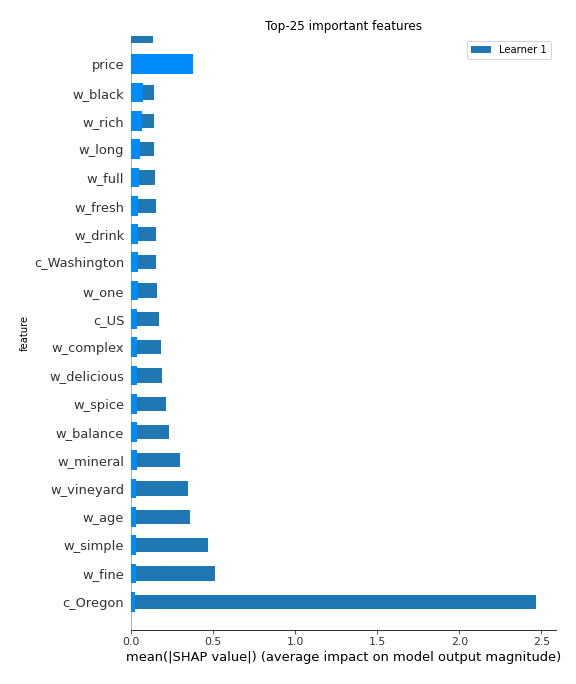 Top-25 important features
Learner 1
price
w_black
w_rich
w_long
w_full
w_fresh
w_drink
c_Washington
w_one
c_US
w_complex
w_delicious
w_spice
w_balance
w_mineral
w_vineyard
w_age
w_simple
w_fine
c_Oregon
feature
0.0 0.5 1.0 1.5 2.0 2.5
mean(|SHAP value|) (average impact on model output magnitude)